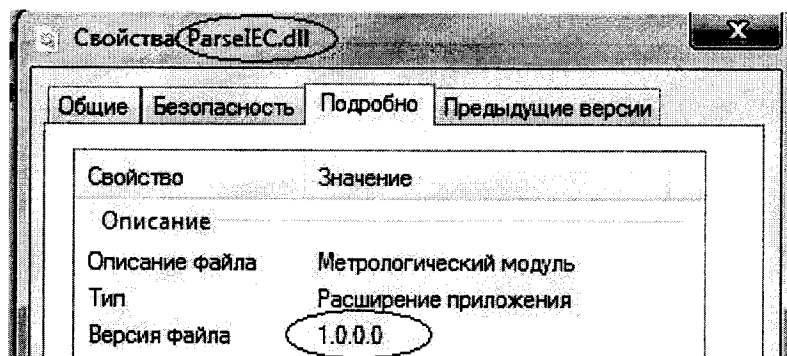 Свойства: ParseIEC.dll
Общие Безопасность Подробно Предыдущие версии
Свойство Значение
Описание
Описание файла Метрологический модуль
Тип Расширение приложения
Версия файла 1.0.0.0